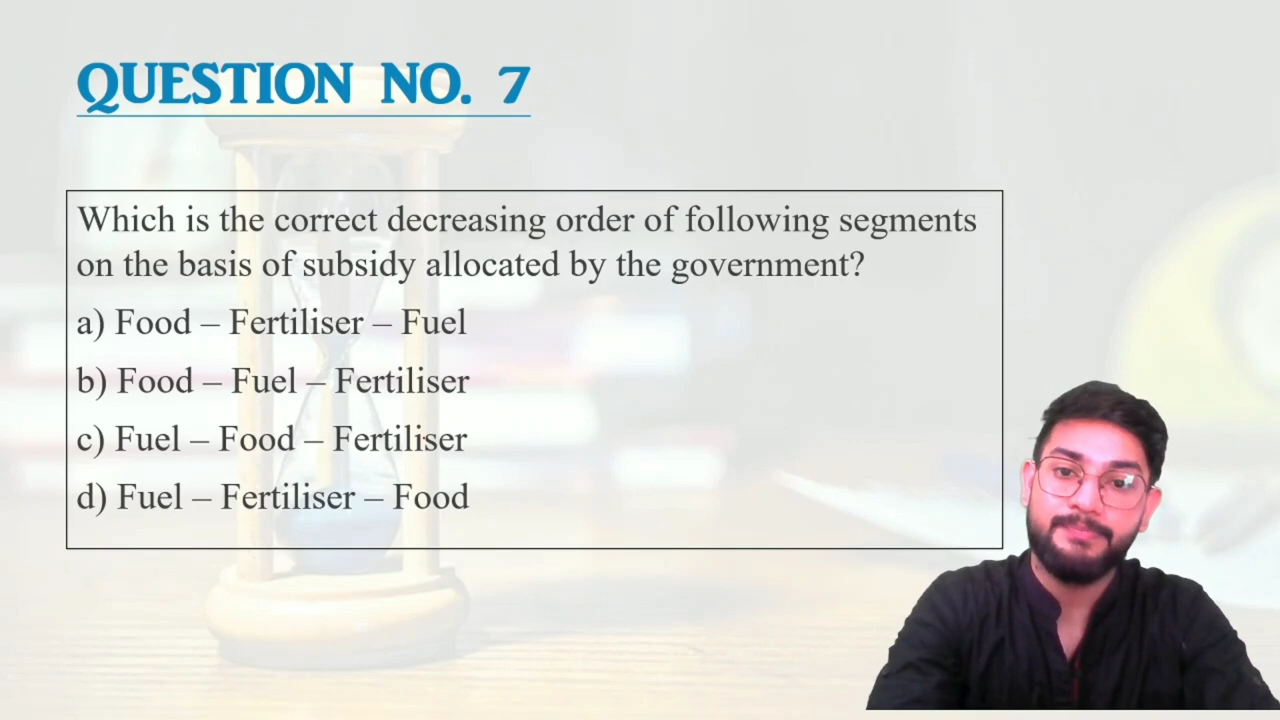 QUESTION NO. 7
Which is the correct decreasing order of following segments
on the basis of subsidy allocated by the government?
a) Food – Fertiliser – Fuel
b) Food – Fuel – Fertiliser
c) Fuel – Food – Fertiliser
d) Fuel – Fertiliser – Food